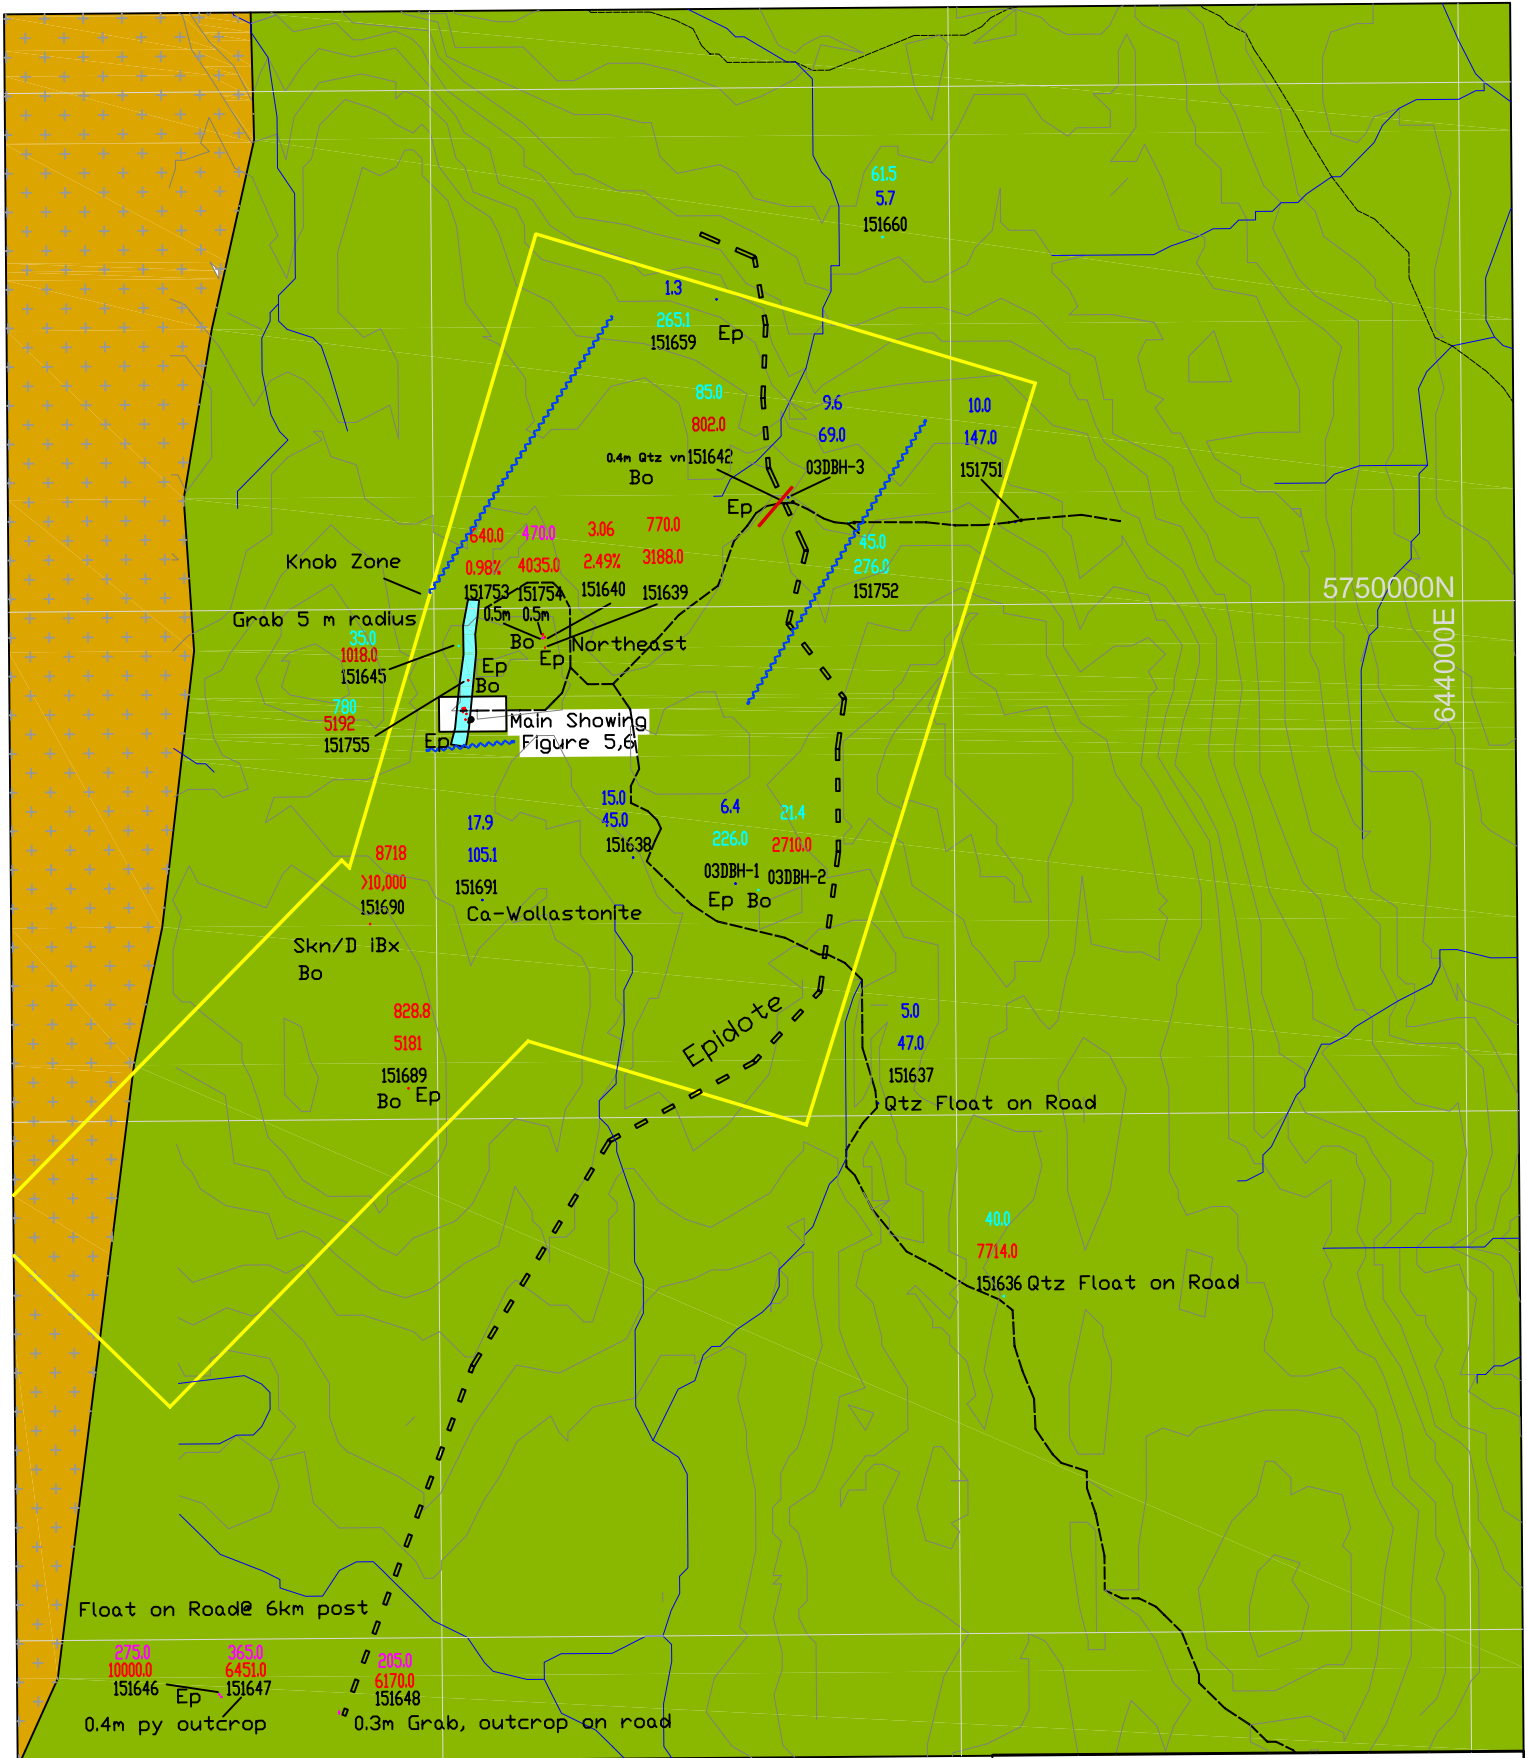 61.5
5.7
151660
1.3
265.1
151659
Ep
85.0
802.0
0.4m Qtz vn 151642
Bo
9.6
69.0
03DBH-3
10.0
147.0
151751
Ep
640.0
0.98%
151753
0.5m
470.0
4035.0
151754
0.5m
3.06
2.49%
151640
770.0
3188.0
151639
45.0
276.0
151752
Knob Zone
5750000N
644000E
Grab 5 m radius
35.0
1018.0
151645
Bo
Ep
Northeast
Ep
Bo
780
5192
151755
Ep
Main Showing
Figure 5,6
15.0
45.0
151638
6.4
226.0
03DBH-1
21.4
2710.0
03DBH-2
Ep Bo
17.9
105.1
151691
Ca-Wollastonite
8718
>10,000
151690
Skn/D iBx
Bo
828.8
5181
151689
Bo Ep
Epidote
5.0
47.0
151637
Qtz Float on Road
40.0
7714.0
151636 Qtz Float on Road
Float on Road@ 6km post
275.0
10000.0
151646
365.0
6451.0
151647
Ep
0.4m py outcrop
205.0
6170.0
151648
0.3m Grab, outcrop on road